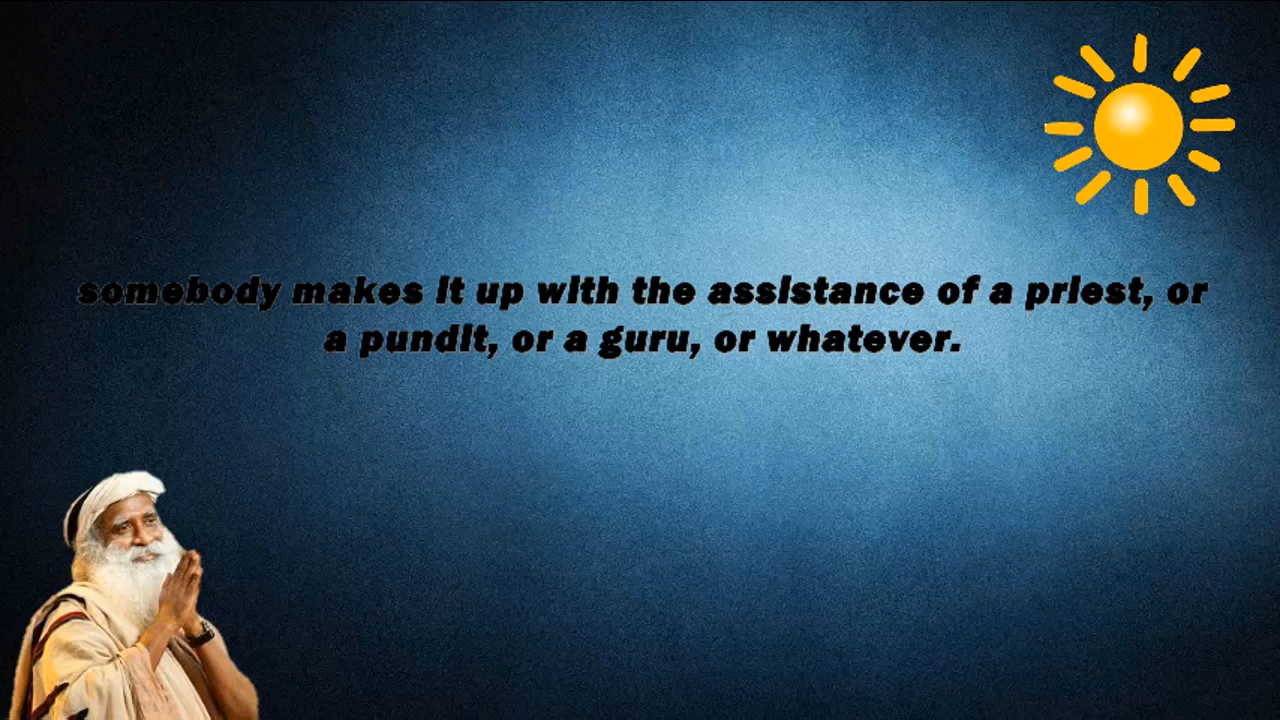 somebody makes it up with the assistance of a priest, or
a pundit, or a guru, or whatever.